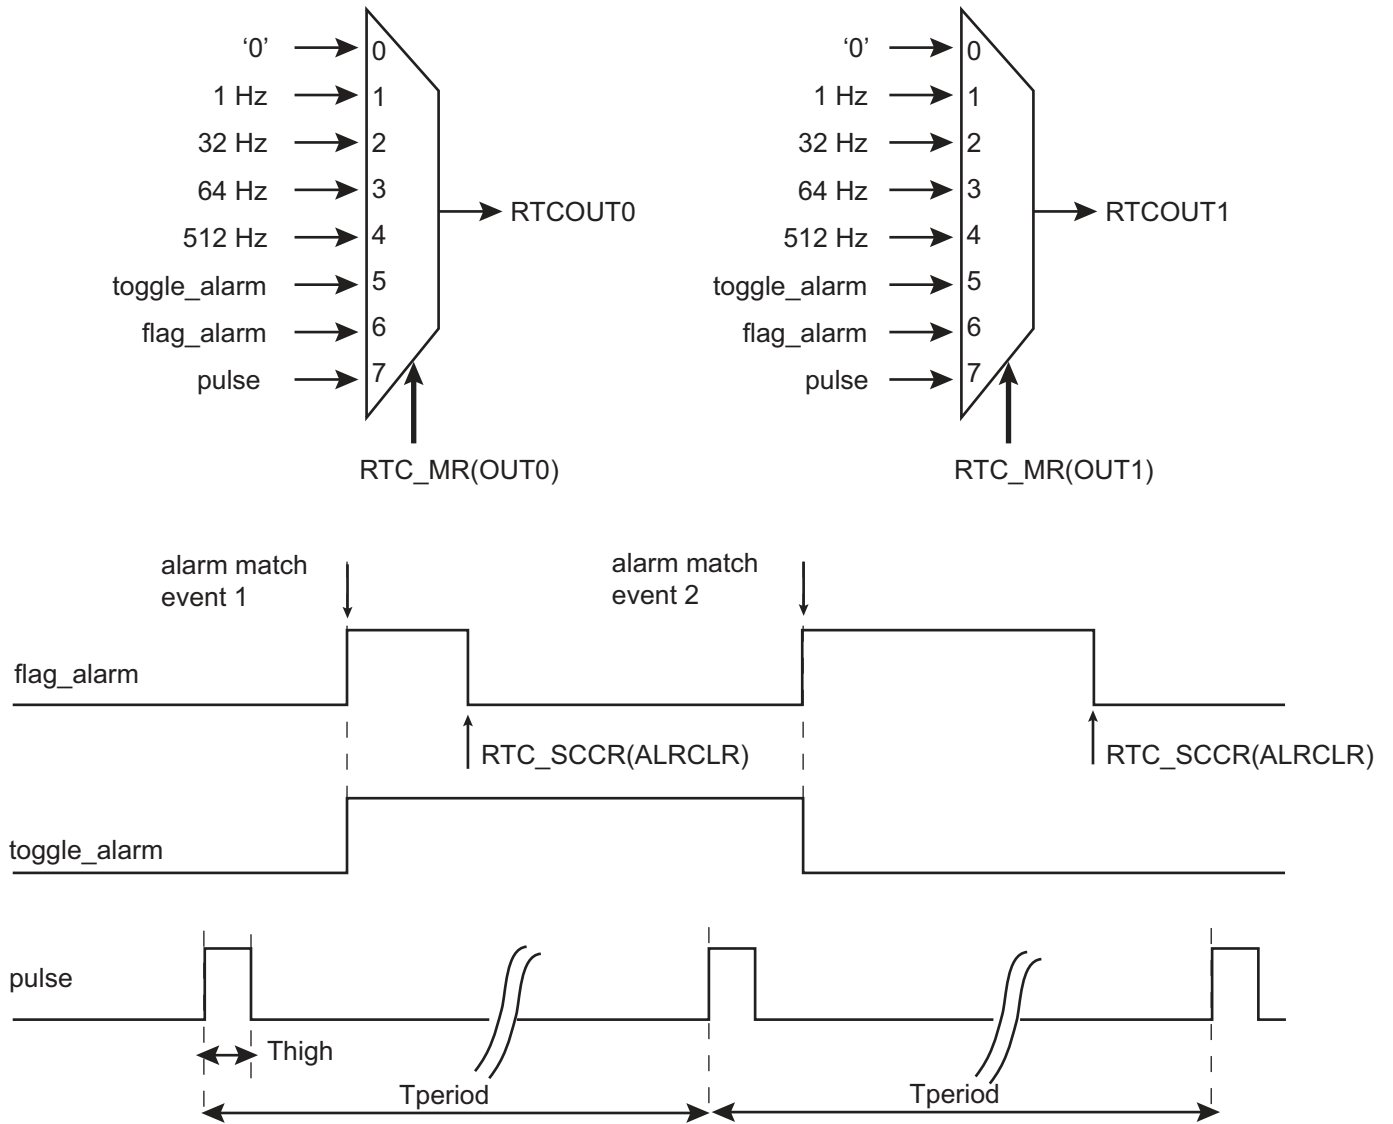 ‘0’ 0
1 Hz 1
32 Hz 2
64 Hz 3
512 Hz 4
toggle_alarm 5
flag_alarm 6
pulse 7
RTCOUT0
RTC_MR(OUT0)
‘0’ 0
1 Hz 1
32 Hz 2
64 Hz 3
512 Hz 4
toggle_alarm 5
flag_alarm 6
pulse 7
RTCOUT1
RTC_MR(OUT1)
alarm match
event 1
alarm match
event 2
flag_alarm
RTC_SCCR(ALRCLR)
RTC_SCCR(ALRCLR)
toggle_alarm
pulse
Thigh
Tperiod
Tperiod